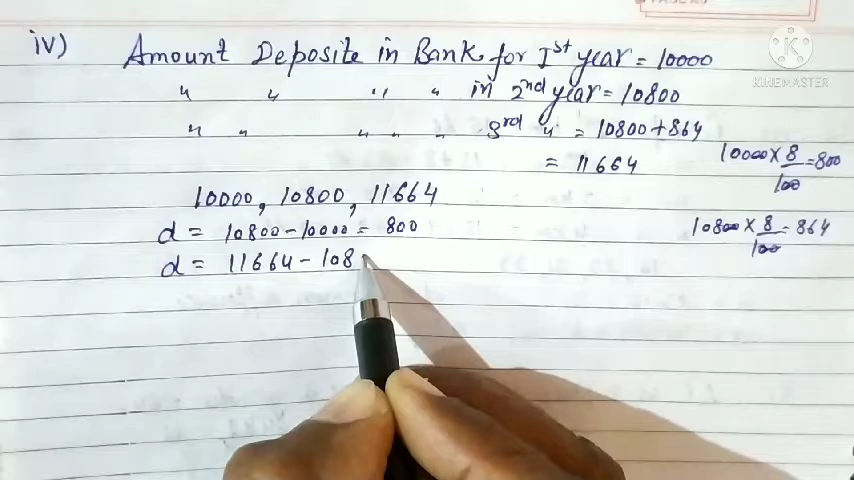 iv) Amount Deposite in Bank for Ist year = 10000
" " " " in 2nd year = 10800
" " " " " 3rd " = 10800+864
= 11664
10000 × 8/100 = 800
10000, 10800, 11664
d = 10800 - 10000 = 800
10800 × 8/100 = 864
d = 11664 - 108
K
KINEMASTER